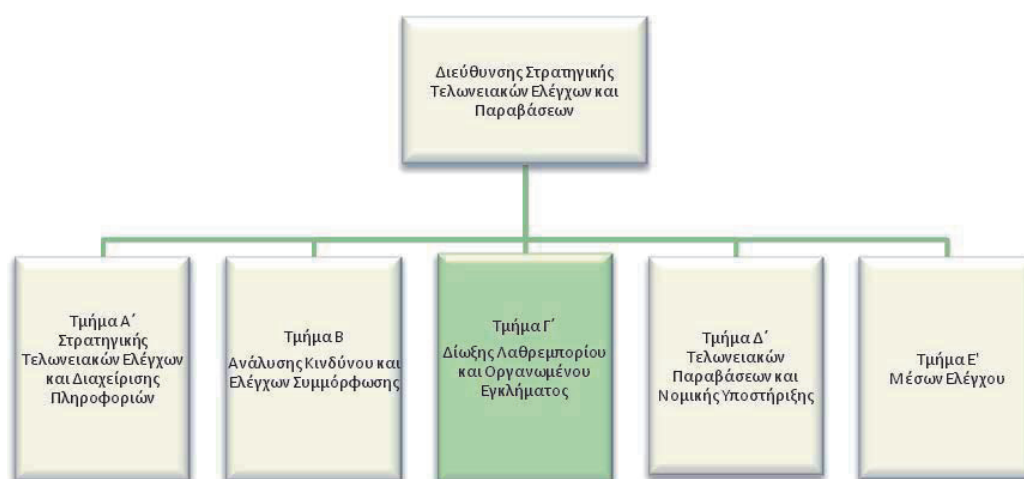 Διεύθυνσης Στρατηγικής
Τελωνειακών Ελέγχων και
Παραβάσεων
Τμήμα Α΄
Στρατηγικής
Τελωνειακών Ελέγχων
και Διαχείρισης
Πληροφοριών
Τμήμα Β
Ανάλυσης Κινδύνου και
Ελέγχων Συμμόρφωσης
Τμήμα Γ΄
Δίωξης Λαθρεμπορίου
και Οργανωμένου
Εγκλήματος
Τμήμα Δ΄
Τελωνειακών
Παραβάσεων και
Νομικής Υποστήριξης
Τμήμα Ε'
Μέσων Ελέγχου